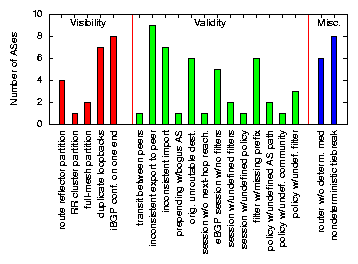 Visibility
Validity
Misc.
Number of ASes
10
8
6
4
2
0
route reflector partition
RR cluster partition
full-mesh partition
duplicate loopbacks
iBGP conf. on one end
transit between peers
inconsistent export to peer
inconsistent import
prepending w/bogus AS
orig. unroutable dest.
session w/o next-hop reach.
eBGP session w/no filters
session w/undefined filters
session w/undefined policy
filter w/missing prefix
policy w/undefined AS path
policy w/undef. community
policy w/undef. filter
router w/o determ. med
nondeterministic tiebreak